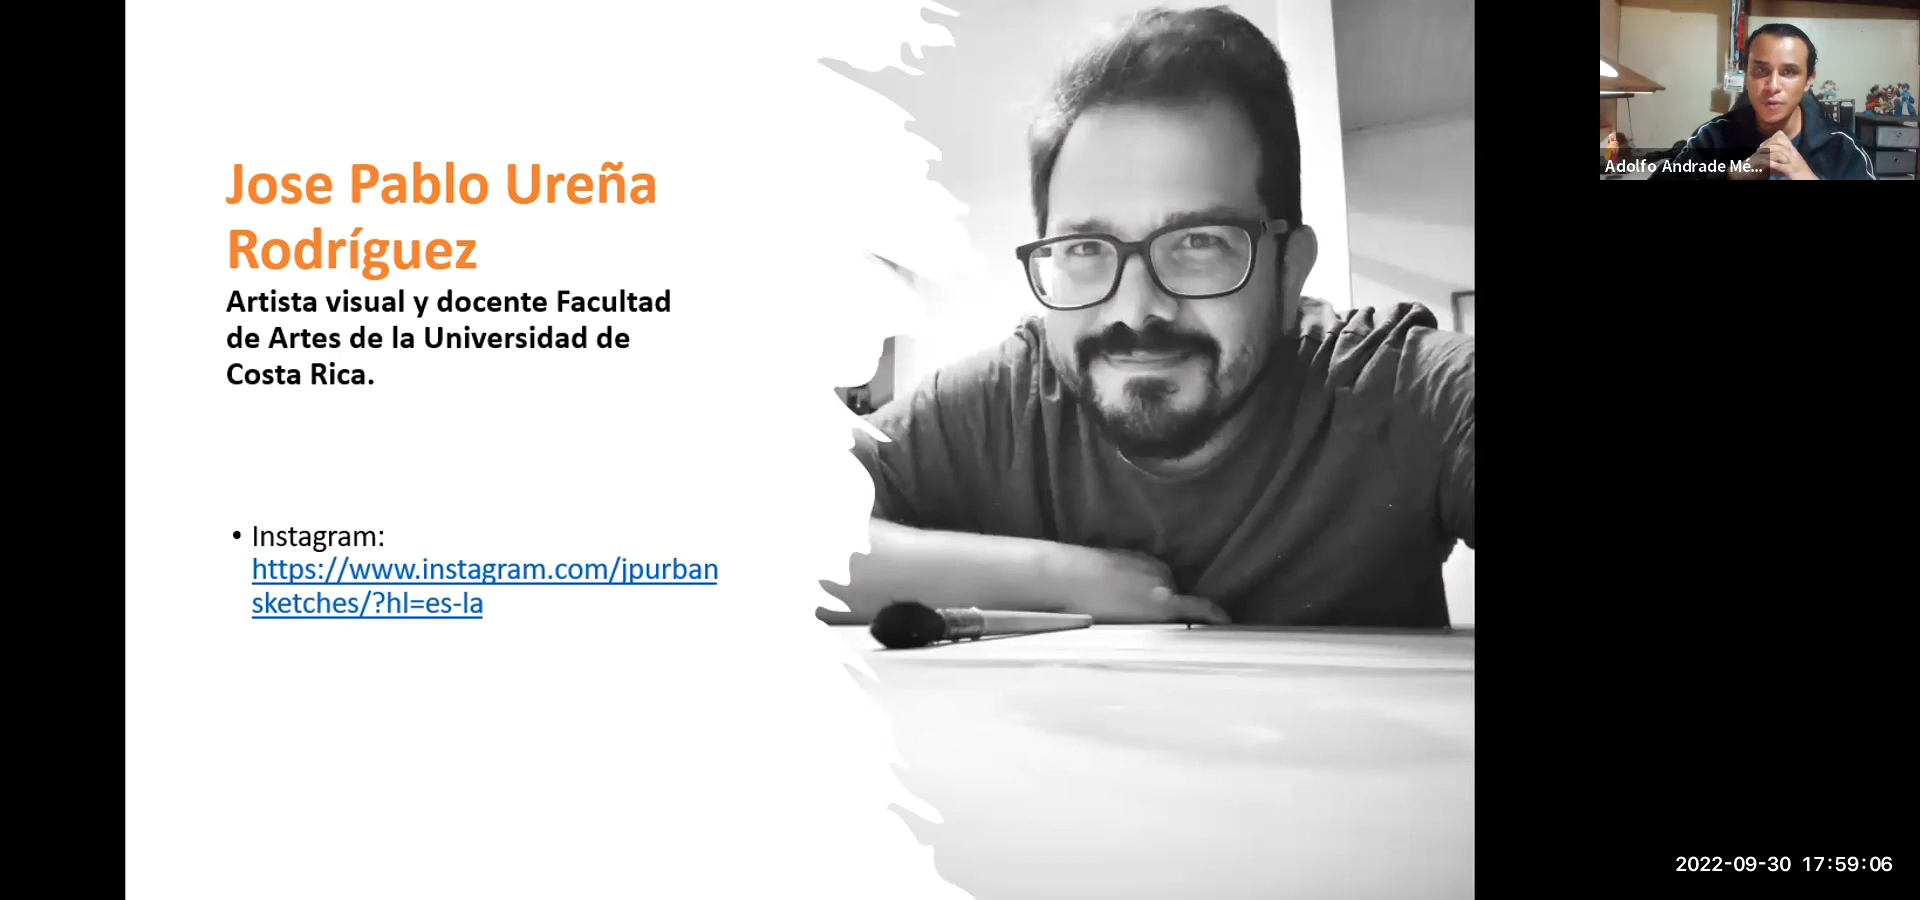 Jose Pablo Ureña
Rodríguez
Artista visual y docente Facultad
de Artes de la Universidad de
Costa Rica.
• Instagram:
https://www.instagram.com/jpurban
sketches/?hl=es-la
Adolfo Andrade Mé...
2022-09-30 17:59:06